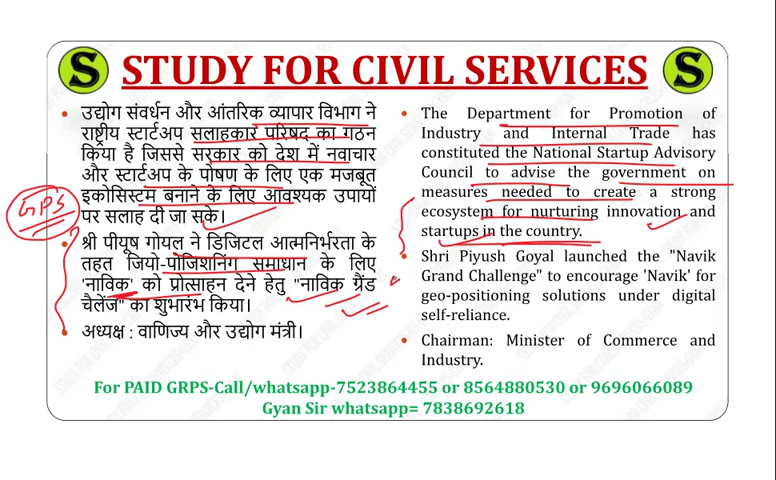 S STUDY FOR CIVIL SERVICES S
• उद्योग संवर्धन और आंतरिक व्यापार विभाग ने
राष्ट्रीय स्टार्टअप सलाहकार परिषद का गठन
किया है जिससे सरकार को देश में नवाचार
और स्टार्टअप के पोषण के लिए एक मजबूत
इकोसिस्टम बनाने के लिए आवश्यक उपायों
पर सलाह दी जा सके।
GPS
• श्री पीयूष गोयल ने डिजिटल आत्मनिर्भरता के
तहत जियो-पोजिशनिंग समाधान के लिए
'नाविक' को प्रोत्साहन देने हेतु "नाविक ग्रैंड
चैलेंज" का शुभारंभ किया।
• अध्यक्ष : वाणिज्य और उद्योग मंत्री।
• The Department for Promotion of
Industry and Internal Trade has
constituted the National Startup Advisory
Council to advise the government on
measures needed to create a strong
ecosystem for nurturing innovation and
startups in the country.
• Shri Piyush Goyal launched the "Navik
Grand Challenge" to encourage 'Navik' for
geo-positioning solutions under digital
self-reliance.
• Chairman: Minister of Commerce and
Industry.
For PAID GRPS-Call/whatsapp-7523864455 or 8564880530 or 9696066089
Gyan Sir whatsapp= 7838692618